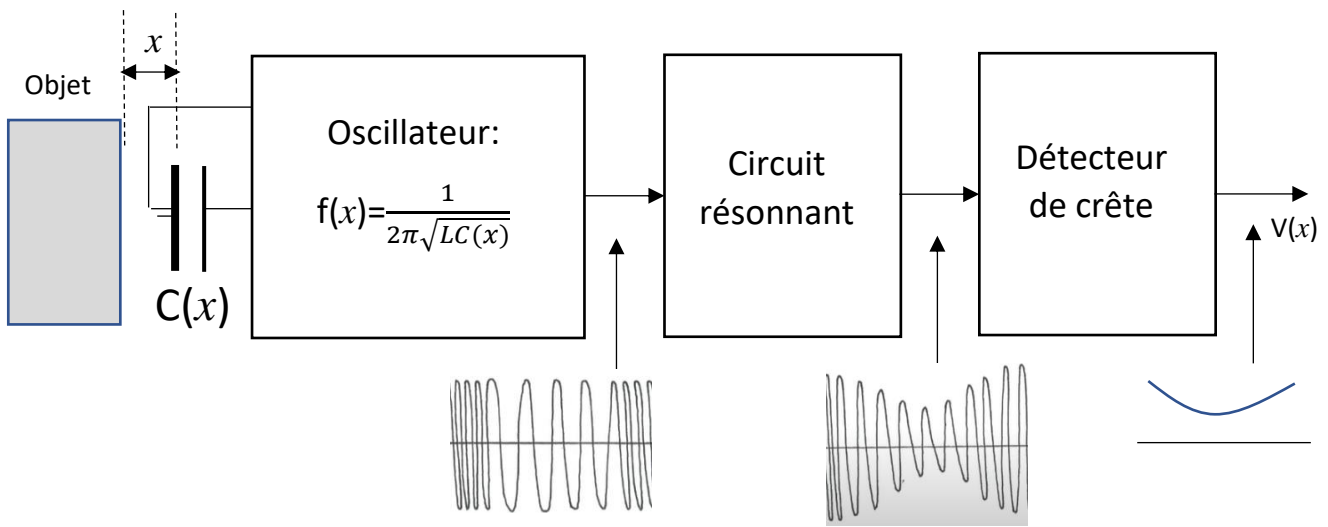 x
Objet
C(x)
Oscillateur:
f(x)=1/2π√LC(x)
Circuit
résonnant
Détecteur
de crête
V(x)